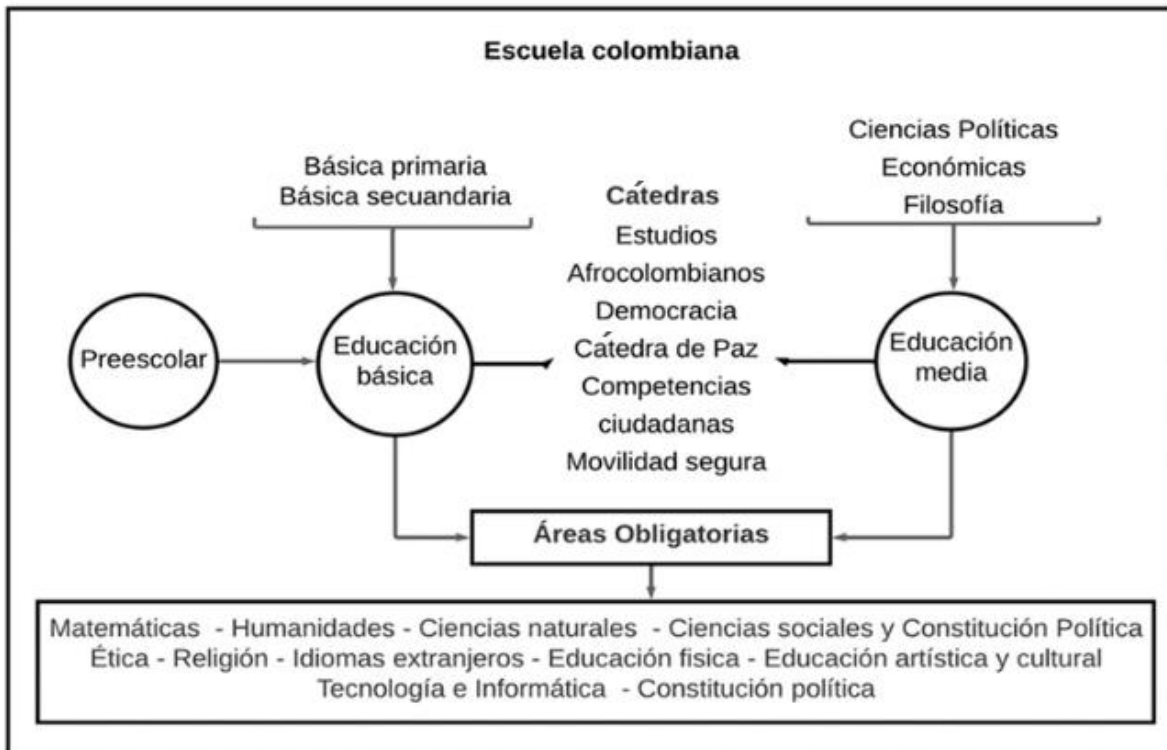 Escuela colombiana
Básica primaria
Básica secuandaria
Cátedras
Estudios
Afrocolombianos
Democracia
Cátedra de Paz
Competencias
ciudadanas
Movilidad segura
Ciencias Políticas
Económicas
Filosofía
Preescolar
Educación
básica
Educación
media
Áreas Obligatorias
Matemáticas - Humanidades - Ciencias naturales - Ciencias sociales y Constitución Política
Ética - Religión - Idiomas extranjeros - Educación fisica - Educación artística y cultural
Tecnología e Informática - Constitución política